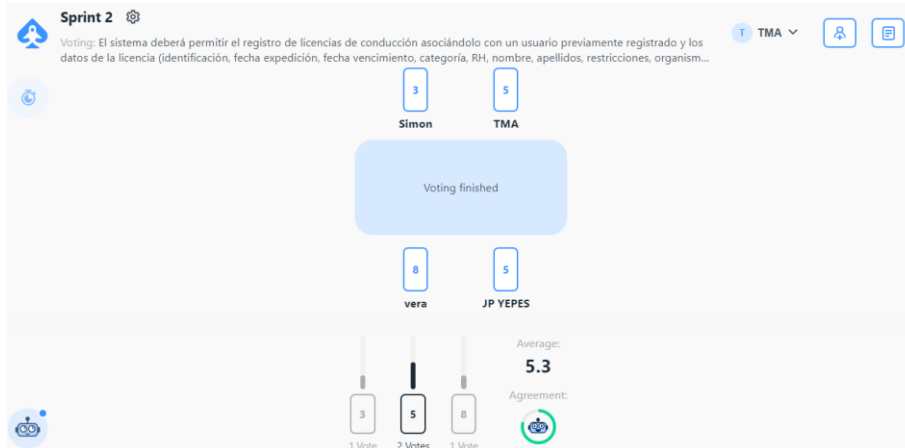 Sprint 2
Voting: El sistema deberá permitir el registro de licencias de conducción asociándolo con un usuario previamente registrado y los
datos de la licencia (identificación, fecha expedición, fecha vencimiento, categoría, RH, nombre, apellidos, restricciones, organism...
T TMA
3 5
Simon TMA
Voting finished
8 5
vera JP YEPES
Average:
5.3
Agreement:
3 5 8
1 Vote 2 Votes 1 Vote